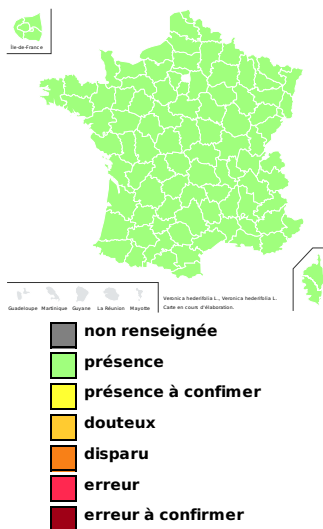 Île-de-France
Guadeloupe Martinique Guyane La Réunion Mayotte
Veronica hederifolia L., Veronica hederifolia L.
Carte en cours d'élaboration.
non renseignée
présence
présence à confimer
douteux
disparu
erreur
erreur à confirmer